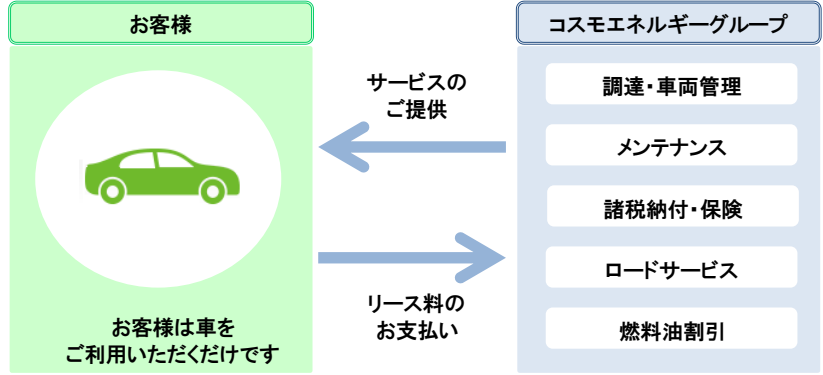 お客様
コスモエネルギーグループ
サービスの
ご提供
調達・車両管理
メンテナンス
諸税納付・保険
ロードサービス
燃料油割引
リース料の
お支払い
お客様は車を
ご利用いただくだけです